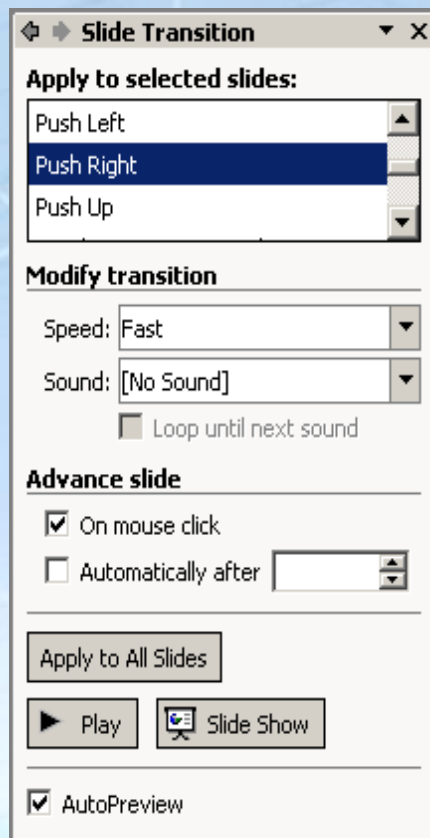 Slide Transition
Apply to selected slides:
Push Left
Push Right
Push Up
Modify transition
Speed: Fast
Sound: [No Sound]
Loop until next sound
Advance slide
On mouse click
Automatically after
Apply to All Slides
Play Slide Show
AutoPreview